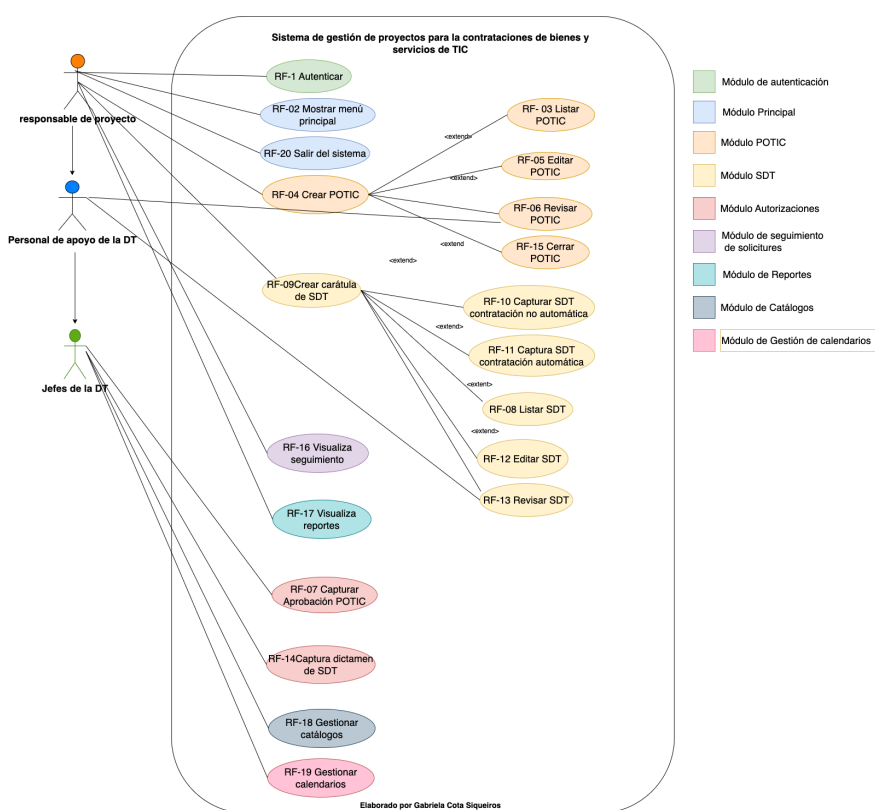 Sistema de gestión de proyectos para la contrataciones de bienes y
servicios de TIC
responsable de proyecto
Personal de apoyo de la DT
Jefes de la DT
RF-1 Autenticar
RF-02 Mostrar menú
principal
RF-20 Salir del sistema
RF-04 Crear POTIC
RF- 03 Listar
POTIC
<extend>
RF-05 Editar
POTIC
<extend>
RF-06 Revisar
POTIC
RF-15 Cerrar
POTIC
<extend
<extend>
RF-09Crear carátula
de SDT
RF-10 Capturar SDT
contratación no automática
<extend>
RF-11 Captura SDT
contratación automática
<extent>
RF-08 Listar SDT
<extend>
RF-12 Editar SDT
RF-13 Revisar SDT
RF-16 Visualiza
seguimiento
RF-17 Visualiza
reportes
RF-07 Capturar
Aprobación POTIC
RF-14Captura dictamen
de SDT
RF-18 Gestionar
catálogos
RF-19 Gestionar
calendarios
Elaborado por Gabriela Cota Siqueiros
Módulo de autenticación
Módulo Principal
Módulo POTIC
Módulo SDT
Módulo Autorizaciones
Módulo de seguimiento
de solicitures
Módulo de Reportes
Módulo de Catálogos
Módulo de Gestión de calendarios